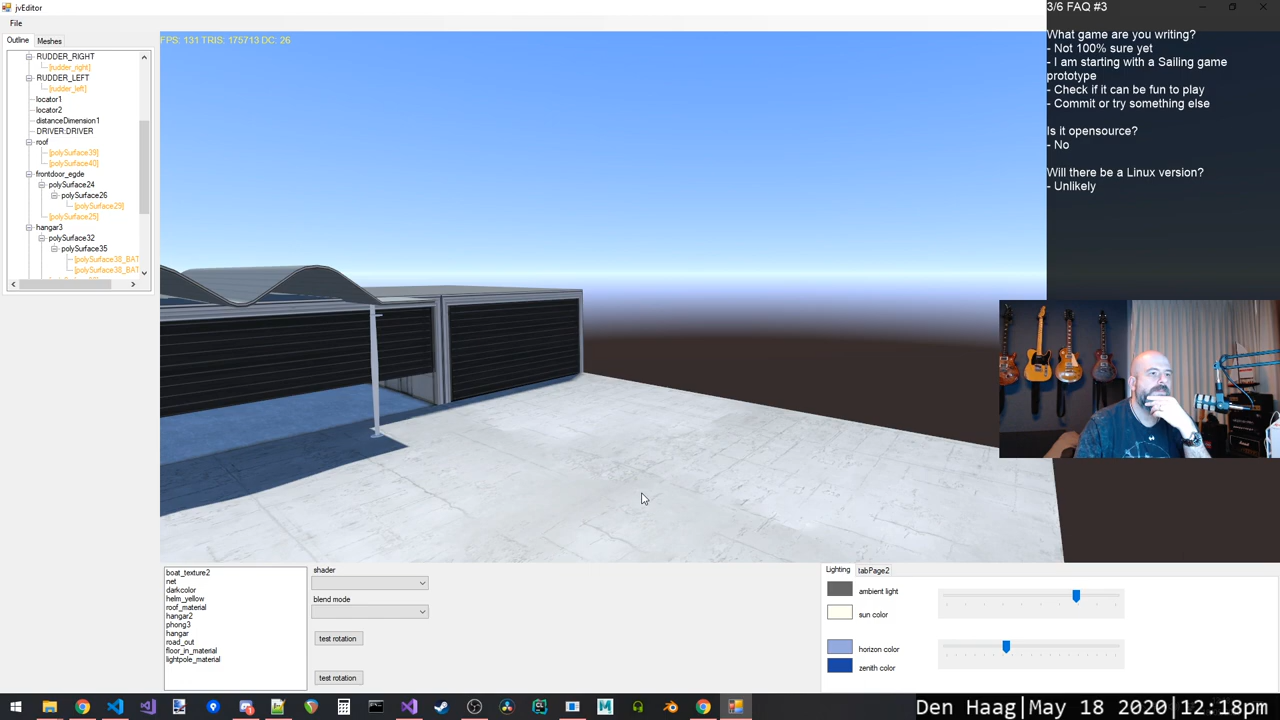 jvEditor
File
Outline
Meshes
RUDDER_RIGHT
[rudder_right]
RUDDER_LEFT
[rudder_left]
locator1
locator2
distanceDimension1
DRIVER:DRIVER
roof
[polySurface39]
[polySurface40]
frontdoor_egde
polySurface24
polySurface26
[polySurface29]
[polySurface25]
hangar3
polySurface32
polySurface35
[polySurface38_BAT
[polySurface38_BAT
FPS: 131 TRIS: 175713 DC: 26
3/6 FAQ #3
What game are you writing?
- Not 100% sure yet
- I am starting with a Sailing game
prototype
- Check if it can be fun to play
- Commit or try something else
Is it opensource?
- No
Will there be a Linux version?
- Unlikely
boat_texture2
net
darkcolor
helm_yellow
roof_material
hangar2
phong3
hangar
road_out
floor_in_material
lightpole_material
shader
blend mode
test rotation
test rotation
Lighting
tabPage2
ambient light
sun color
horizon color
zenith color
Den Haag|May 18 2020|12:18pm